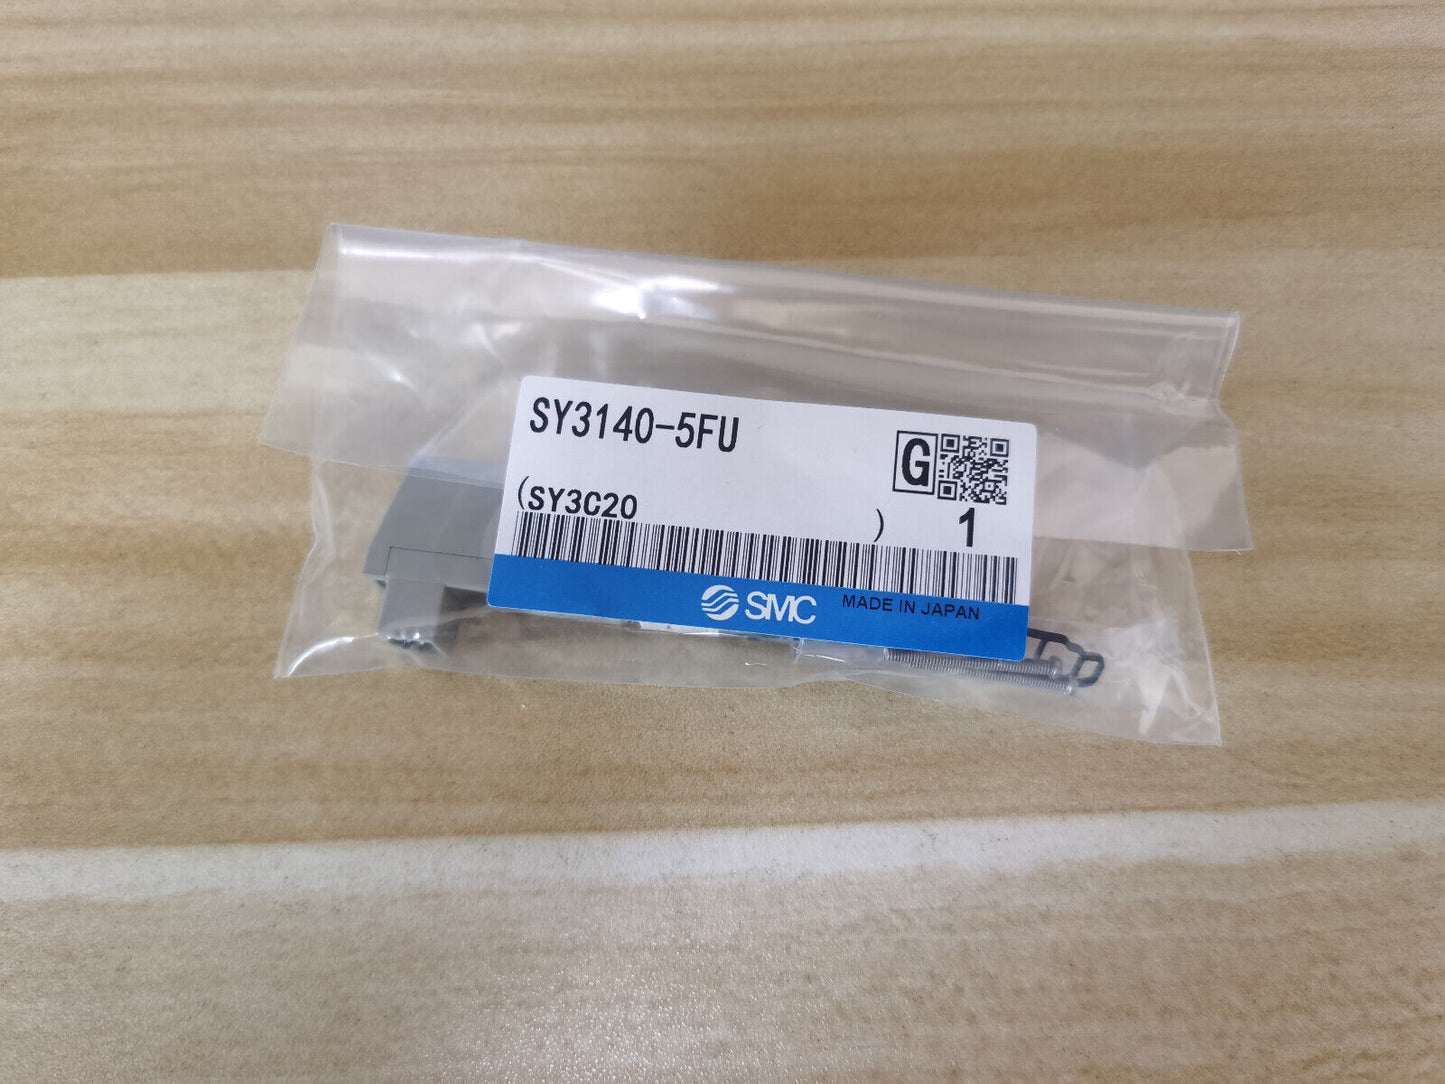 SY3140-5FU
G
(SY3C20 ) 1
SMC MADE IN JAPAN